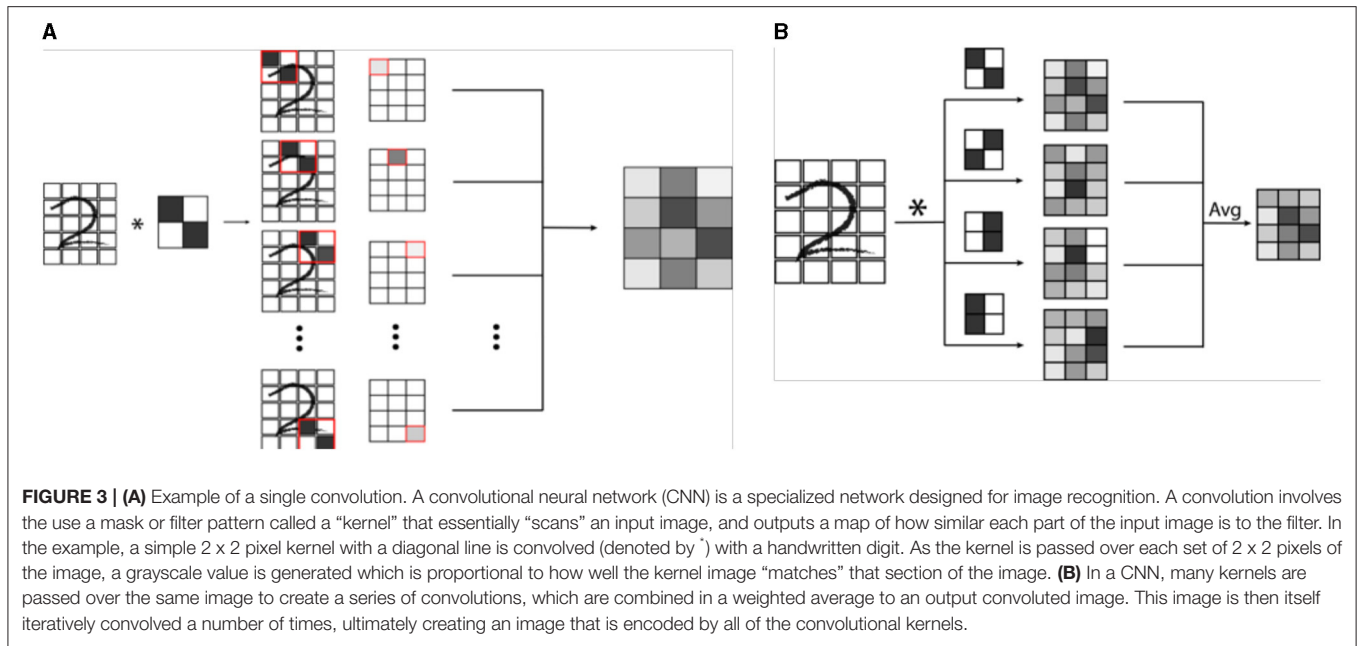 A
B
*
*
Avg
FIGURE 3 | (A) Example of a single convolution. A convolutional neural network (CNN) is a specialized network designed for image recognition. A convolution involves
the use a mask or filter pattern called a “kernel” that essentially “scans” an input image, and outputs a map of how similar each part of the input image is to the filter. In
the example, a simple 2 x 2 pixel kernel with a diagonal line is convolved (denoted by *) with a handwritten digit. As the kernel is passed over each set of 2 x 2 pixels of
the image, a grayscale value is generated which is proportional to how well the kernel image “matches” that section of the image. (B) In a CNN, many kernels are
passed over the same image to create a series of convolutions, which are combined in a weighted average to an output convoluted image. This image is then itself
iteratively convolved a number of times, ultimately creating an image that is encoded by all of the convolutional kernels.